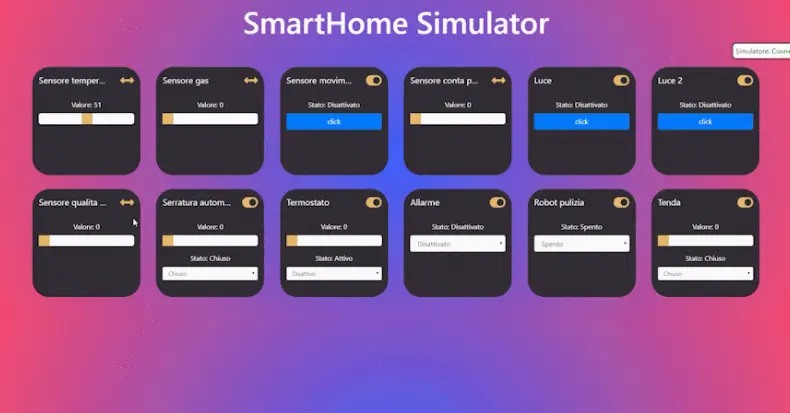 SmartHome Simulator
Simulatore: Conne
Sensore temper...
Valore: 51
Sensore gas
Valore: 0
Sensore movim...
Stato: Disattivato
click
Sensore conta p...
Valore: 0
Luce
Stato: Disattivato
click
Luce 2
Stato: Disattivato
click
Sensore qualita ...
Valore: 0
Serratura autom...
Valore: 0
Stato: Chiuso
Chiuso
Termostato
Valore: 0
Stato: Attivo
Disattivo
Allarme
Stato: Disattivato
Disattivato
Robot pulizia
Stato: Spento
Spento
Tenda
Valore: 0
Stato: Chiuso
Chiuso